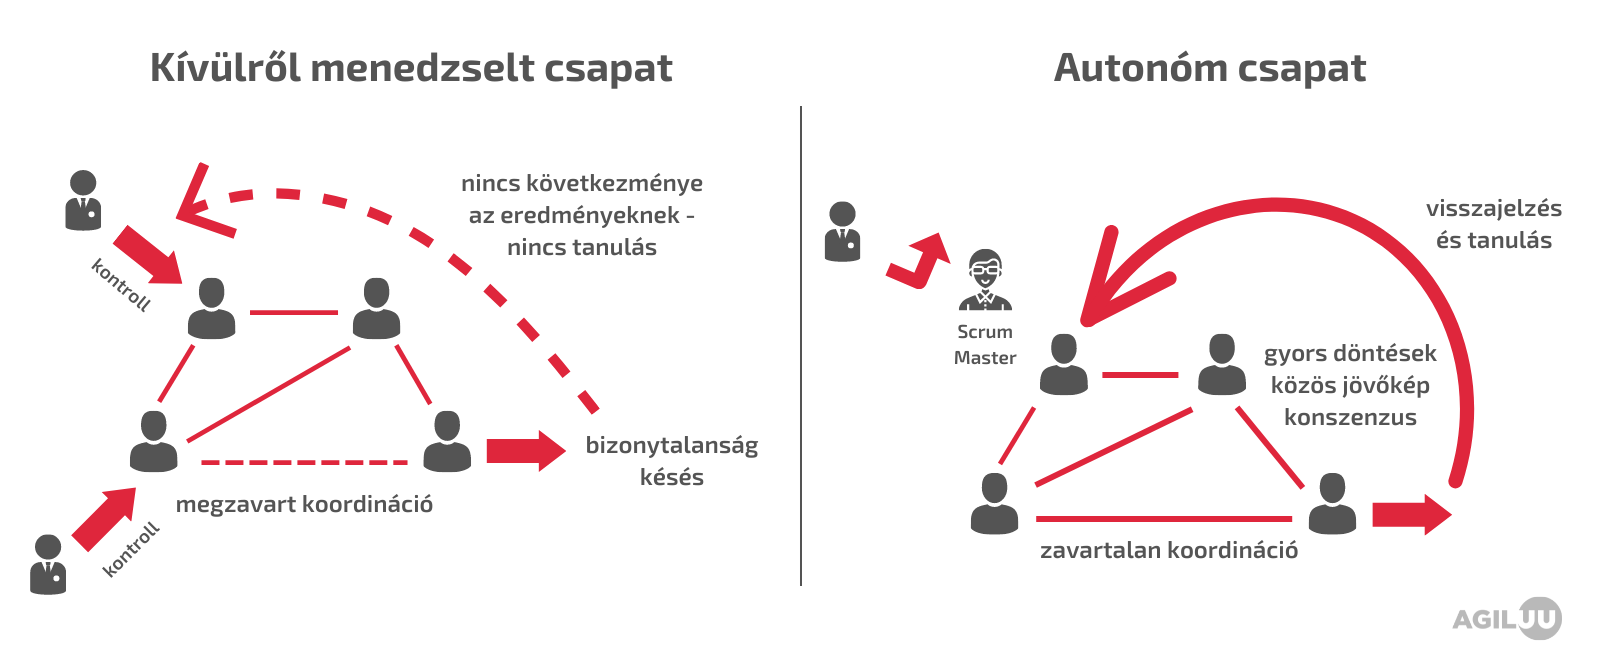 Kívülről menedzselt csapat
nincs következménye
az eredményeknek -
nincs tanulás
kontroll
bizonytalanság
késés
megzavart koordináció
kontroll
Autonóm csapat
visszajelzés
és tanulás
Scrum
Master
gyors döntések
közös jövőkép
konszenzus
zavartalan koordináció
AGILUU